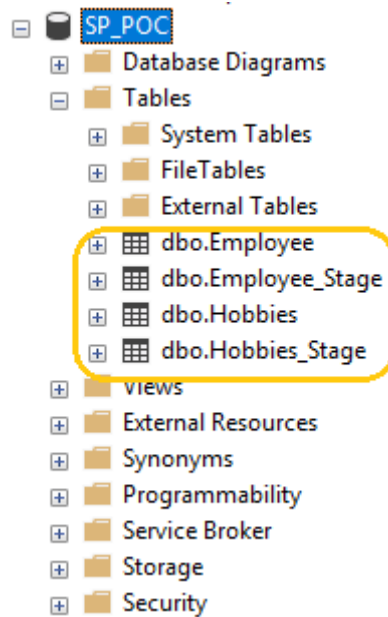 SP_POC
Database Diagrams
Tables
System Tables
FileTables
External Tables
dbo.Employee
dbo.Employee_Stage
dbo.Hobbies
dbo.Hobbies_Stage
Views
External Resources
Synonyms
Programmability
Service Broker
Storage
Security